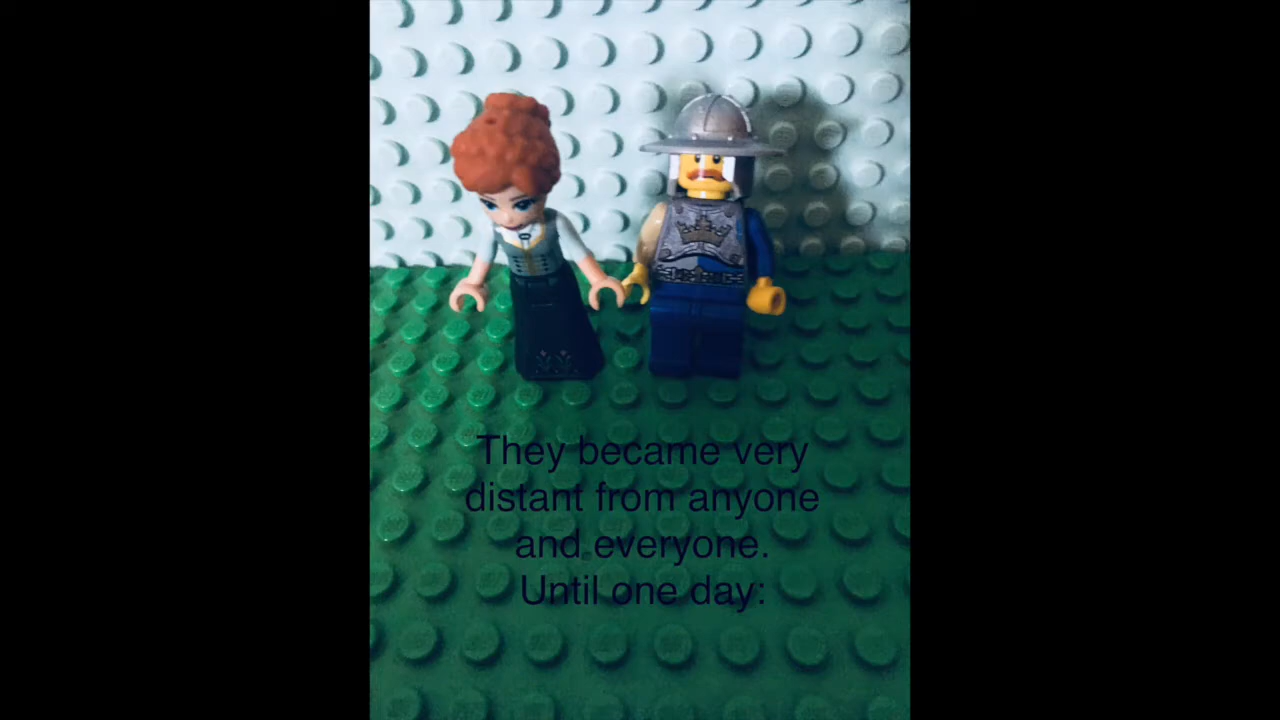 They became very
distant from anyone
and everyone.
Until one day: